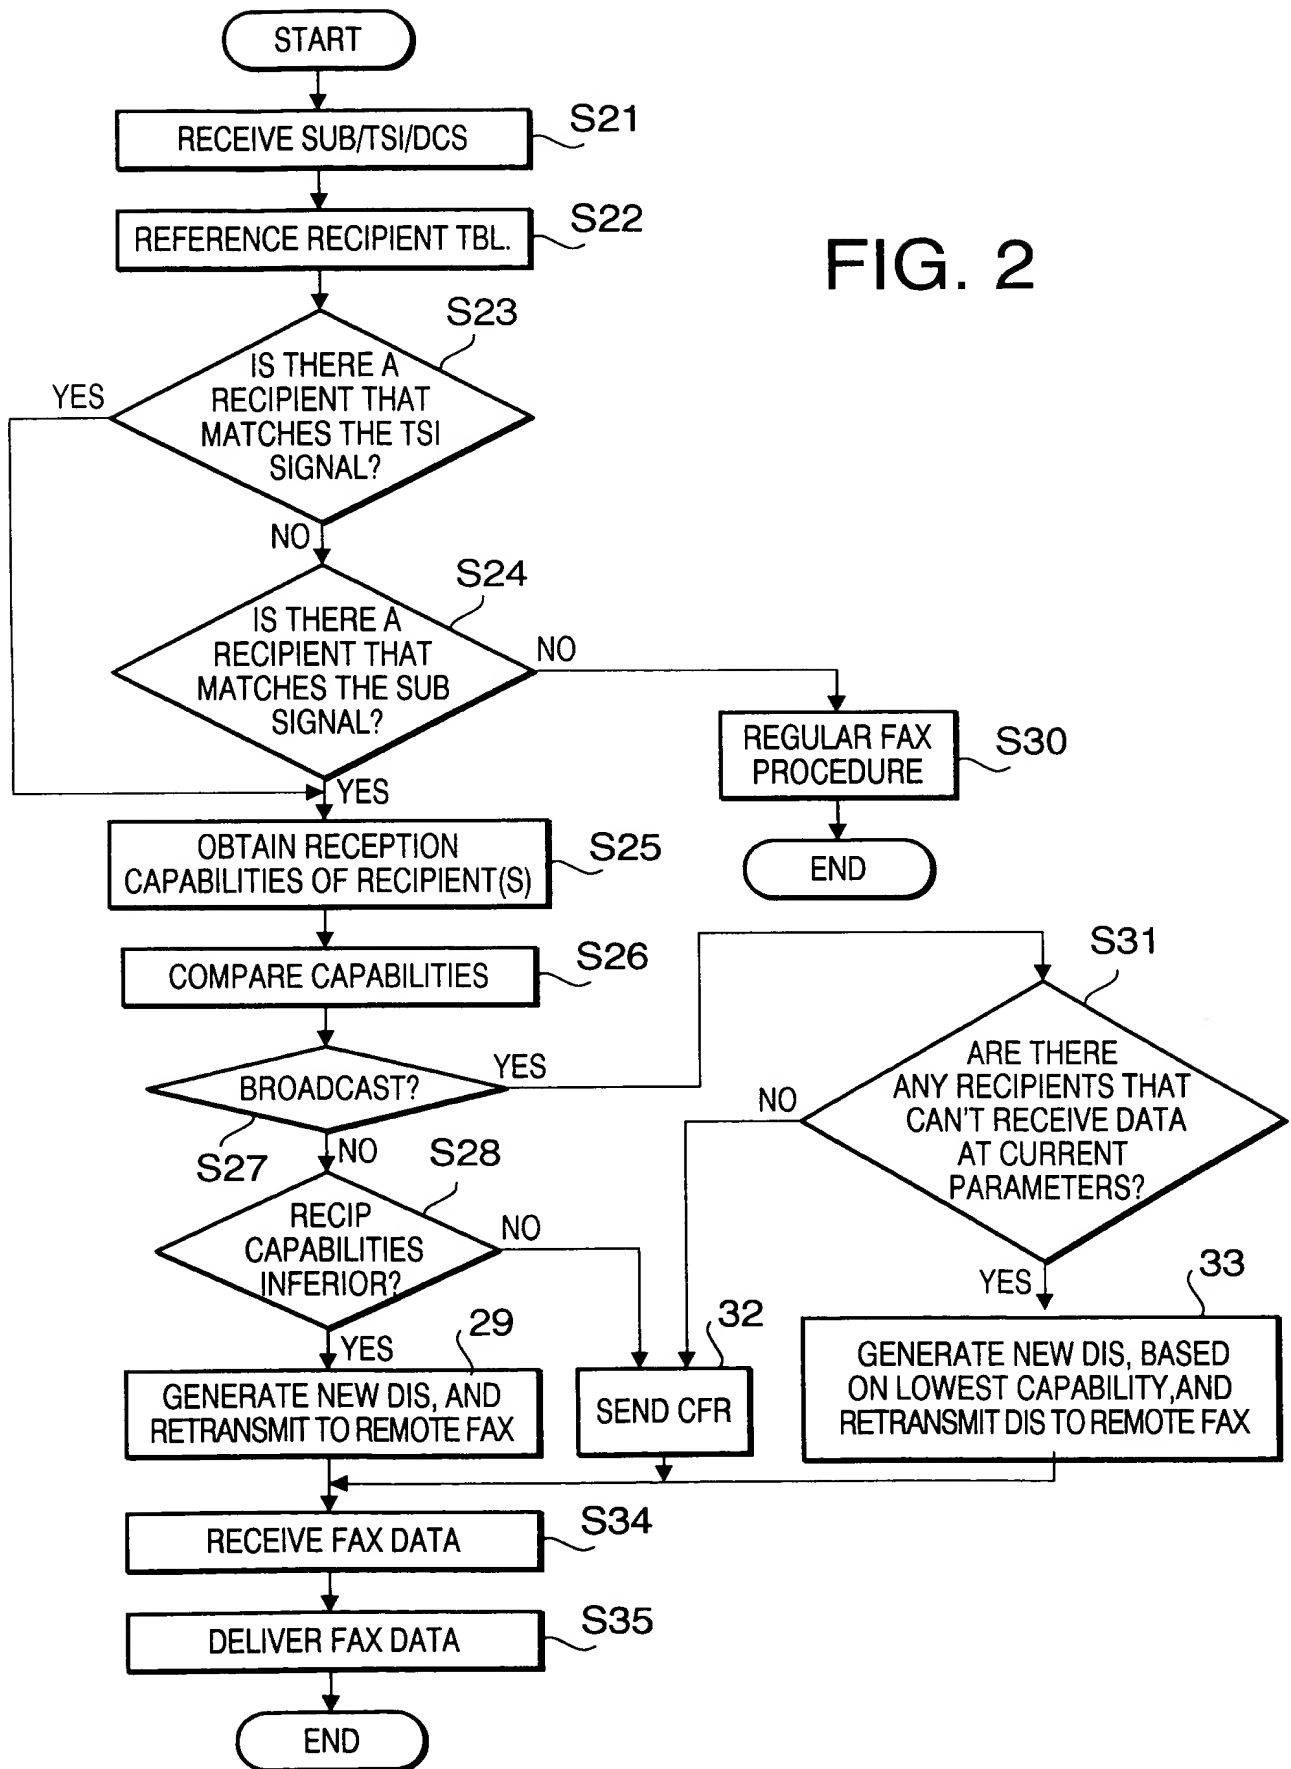 START
RECEIVE SUB/TSI/DCS
S21
REFERENCE RECIPIENT TBL.
S22
FIG. 2
S23
IS THERE A
RECIPIENT THAT
MATCHES THE TSI
SIGNAL?
YES
NO
S24
IS THERE A
RECIPIENT THAT
MATCHES THE SUB
SIGNAL?
NO
YES
REGULAR FAX
PROCEDURE
S30
END
OBTAIN RECEPTION
CAPABILITIES OF RECIPIENT(S)
S25
COMPARE CAPABILITIES
S26
BROADCAST?
YES
S27
NO
S31
ARE THERE
ANY RECIPIENTS THAT
CAN'T RECEIVE DATA
AT CURRENT
PARAMETERS?
NO
YES
S28
RECIP
CAPABILITIES
INFERIOR?
NO
YES
29
GENERATE NEW DIS, AND
RETRANSMIT TO REMOTE FAX
32
SEND CFR
33
GENERATE NEW DIS, BASED
ON LOWEST CAPABILITY,AND
RETRANSMIT DIS TO REMOTE FAX
RECEIVE FAX DATA
S34
DELIVER FAX DATA
S35
END